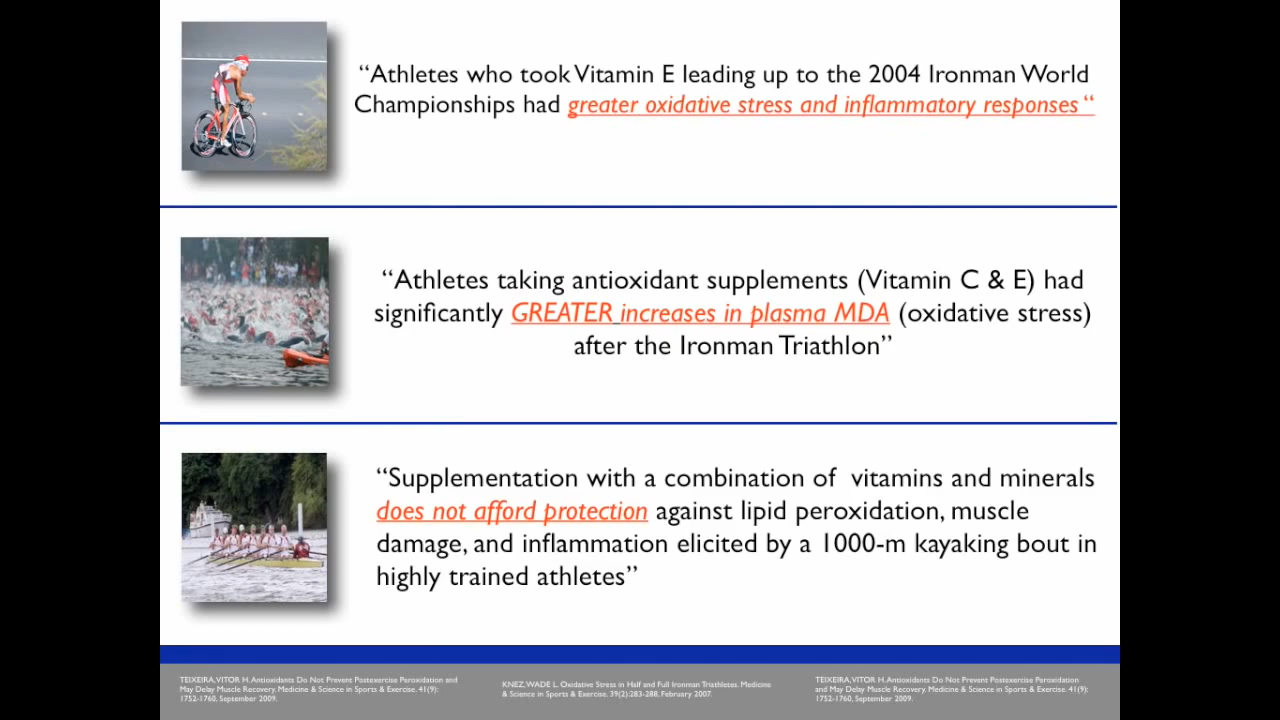 “Athletes who took Vitamin E leading up to the 2004 Ironman World
Championships had greater oxidative stress and inflammatory responses “
“Athletes taking antioxidant supplements (Vitamin C & E) had
significantly GREATER increases in plasma MDA (oxidative stress)
after the Ironman Triathlon”
“Supplementation with a combination of vitamins and minerals
does not afford protection against lipid peroxidation, muscle
damage, and inflammation elicited by a 1000-m kayaking bout in
highly trained athletes”
TEIXEIRA, VITOR H. Antioxidants Do Not Prevent Postexercise Peroxidation and
May Delay Muscle Recovery. Medicine & Science in Sports & Exercise. 41(9):
1752-1760, September 2009.
KNEZ, WADE L. Oxidative Stress in Half and Full Ironman Triathletes. Medicine
& Science in Sports & Exercise. 39(2):283-288, February 2007.
TEIXEIRA, VITOR H. Antioxidants Do Not Prevent Postexercise Peroxidation
and May Delay Muscle Recovery. Medicine & Science in Sports & Exercise. 41(9):
1752-1760, September 2009.